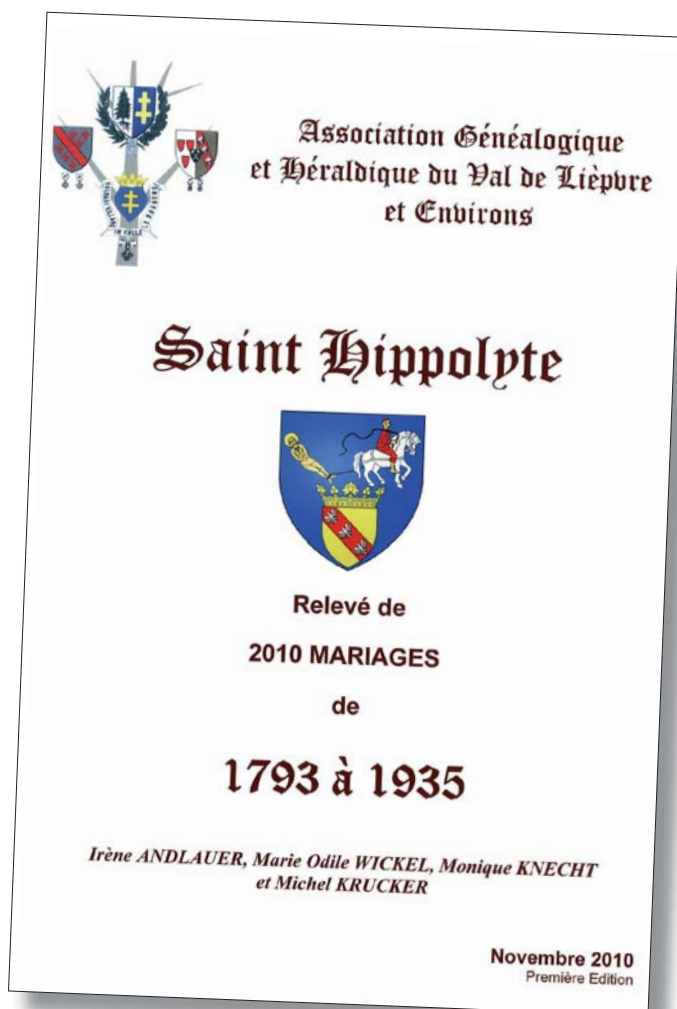 Association Généalogique
et Héraldique du Val de Lièpvre
et Environs
Saint Hippolyte
Relevé de
2010 MARIAGES
de
1793 à 1935
Irène ANDLAUER, Marie Odile WICKEL, Monique KNECHT
et Michel KRUCKER
Novembre 2010
Première Edition